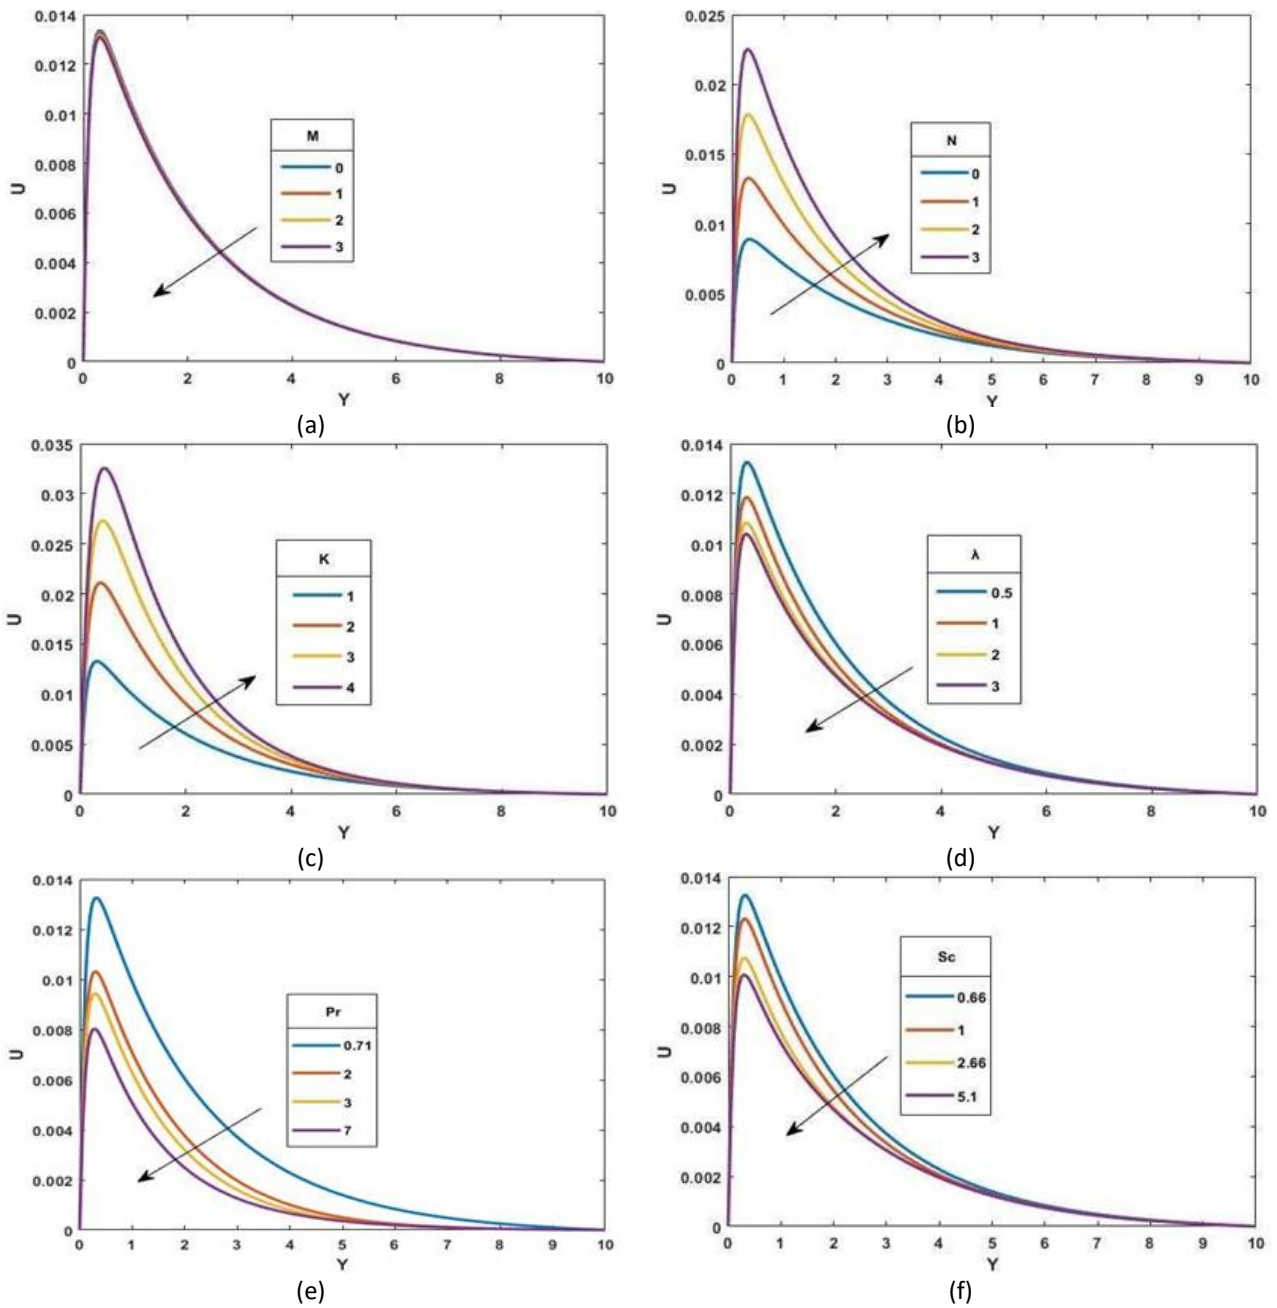 0.014
0.012
0.01
0.008
0.006
0.004
0.002
0
U
M
0
1
2
3
0 2 4 6 8 10
Y
(a)
0.025
0.02
0.015
0.01
0.005
0
U
N
0
1
2
3
0 1 2 3 4 5 6 7 8 9 10
Y
(b)
0.035
0.03
0.025
0.02
0.015
0.01
0.005
0
U
K
1
2
3
4
0 2 4 6 8 10
Y
(c)
0.014
0.012
0.01
0.008
0.006
0.004
0.002
0
U
λ
0.5
1
2
3
0 2 4 6 8 10
Y
(d)
0.014
0.012
0.01
0.008
0.006
0.004
0.002
0
U
Pr
0.71
2
3
7
0 1 2 3 4 5 6 7 8 9 10
Y
(e)
0.014
0.012
0.01
0.008
0.006
0.004
0.002
0
U
Sc
0.66
1
2.66
5.1
0 1 2 3 4 5 6 7 8 9 10
Y
(f)